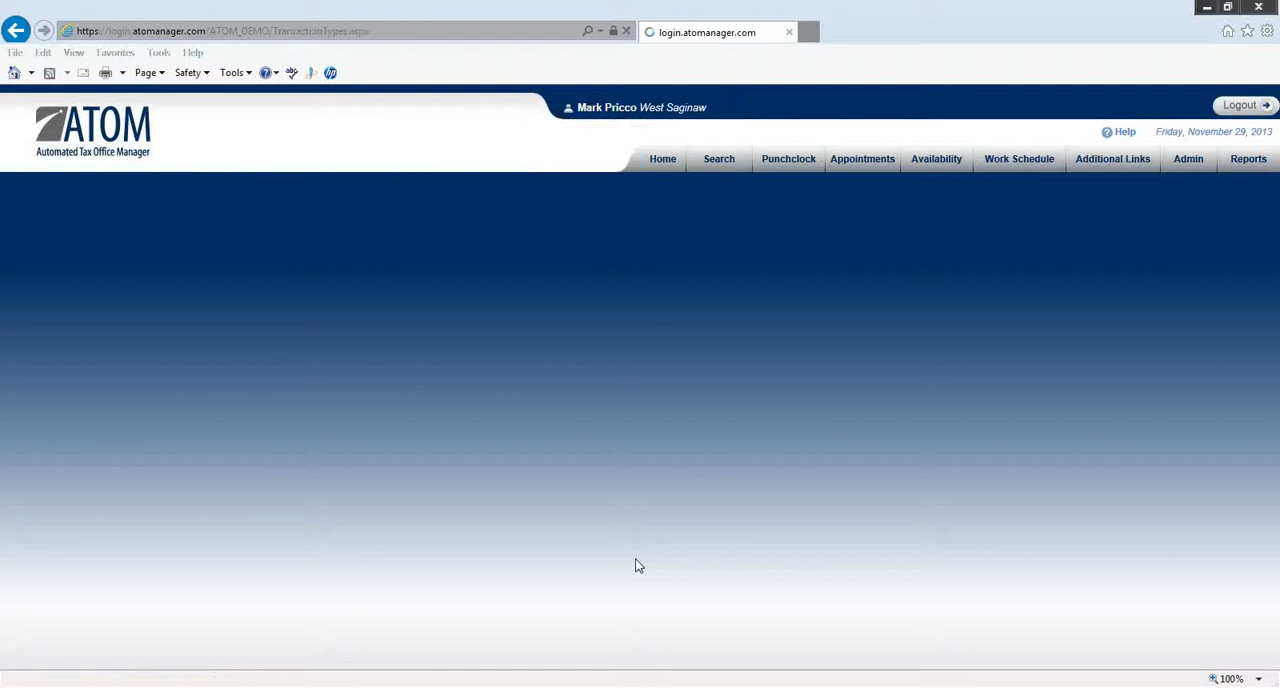 https://login.atomanager.com/ATOM_DEMO/TransactionTypes.aspx
login.atomanager.com
File Edit View Favorites Tools Help
Page Safety Tools
ATOM
Automated Tax Office Manager
Mark Pricco West Saginaw
Logout
Help Friday, November 29, 2013
Home Search Punchclock Appointments Availability Work Schedule Additional Links Admin Reports
100%